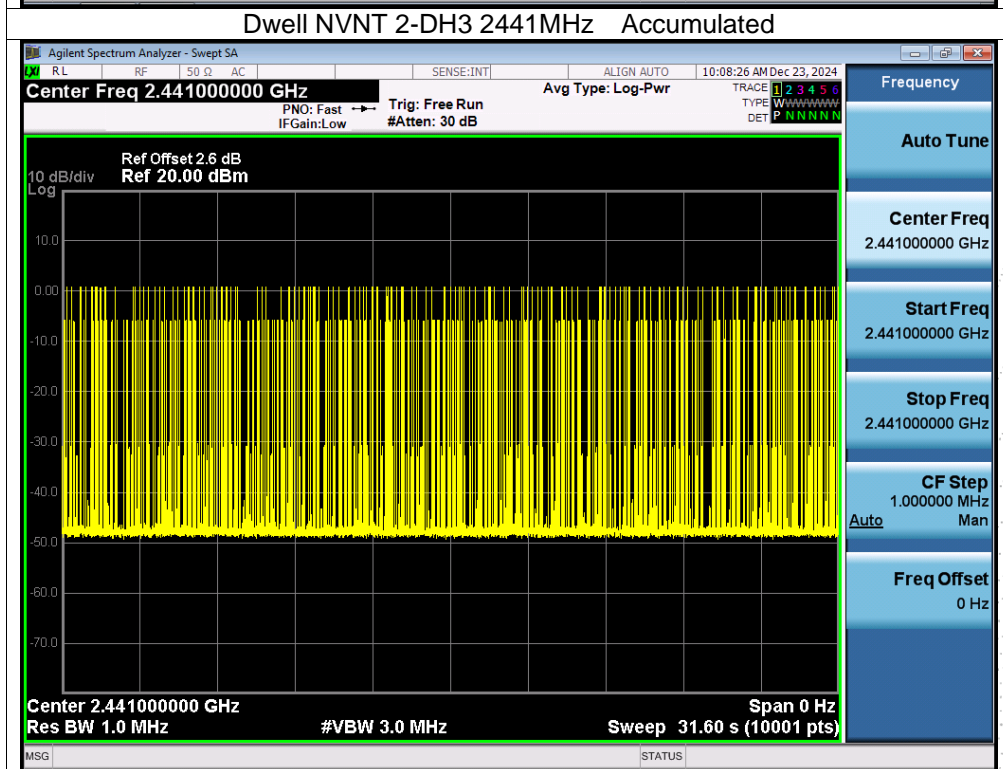 Dwell NVNT 2-DH3 2441MHz Accumulated
Agilent Spectrum Analyzer - Swept SA
LXI RL RF 50 Ω AC SENSE:INT ALIGN AUTO 10:08:26 AM Dec 23, 2024
Center Freq 2.441000000 GHz
PNO: Fast
IFGain:Low
Trig: Free Run
#Atten: 30 dB
Avg Type: Log-Pwr
TRACE 1 2 3 4 5 6
TYPE WWWWWWW
DET P N N N N N
Ref Offset 2.6 dB
10 dB/div Ref 20.00 dBm
Log
10.0
0.00
-10.0
-20.0
-30.0
-40.0
-50.0
-60.0
-70.0
Center 2.441000000 GHz Span 0 Hz
Res BW 1.0 MHz #VBW 3.0 MHz Sweep 31.60 s (10001 pts)
MSG STATUS
Frequency
Auto Tune
Center Freq
2.441000000 GHz
Start Freq
2.441000000 GHz
Stop Freq
2.441000000 GHz
CF Step
1.000000 MHz
Auto Man
Freq Offset
0 Hz